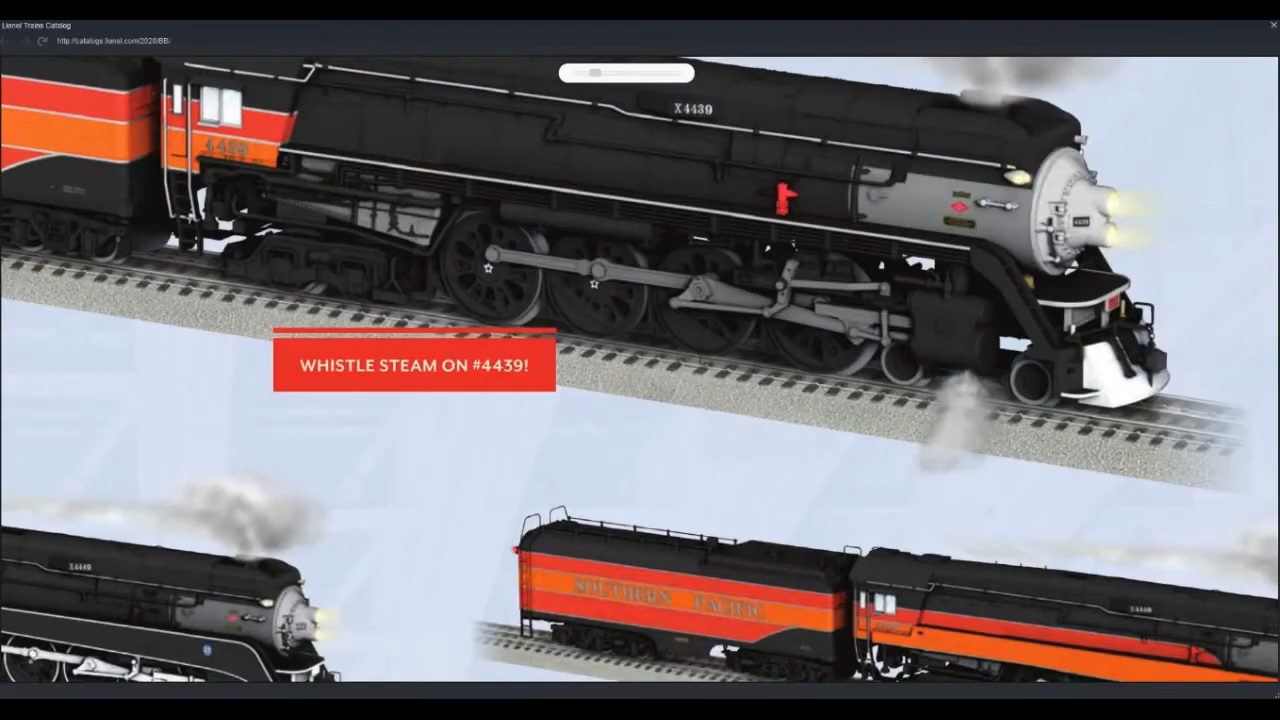 Lionel Trains Catalog
http://catalogs.lionel.com/2020/BB/
X4439
4439
4439
WHISTLE STEAM ON #4439!
X4449
SOUTHERN PACIFIC
X4449